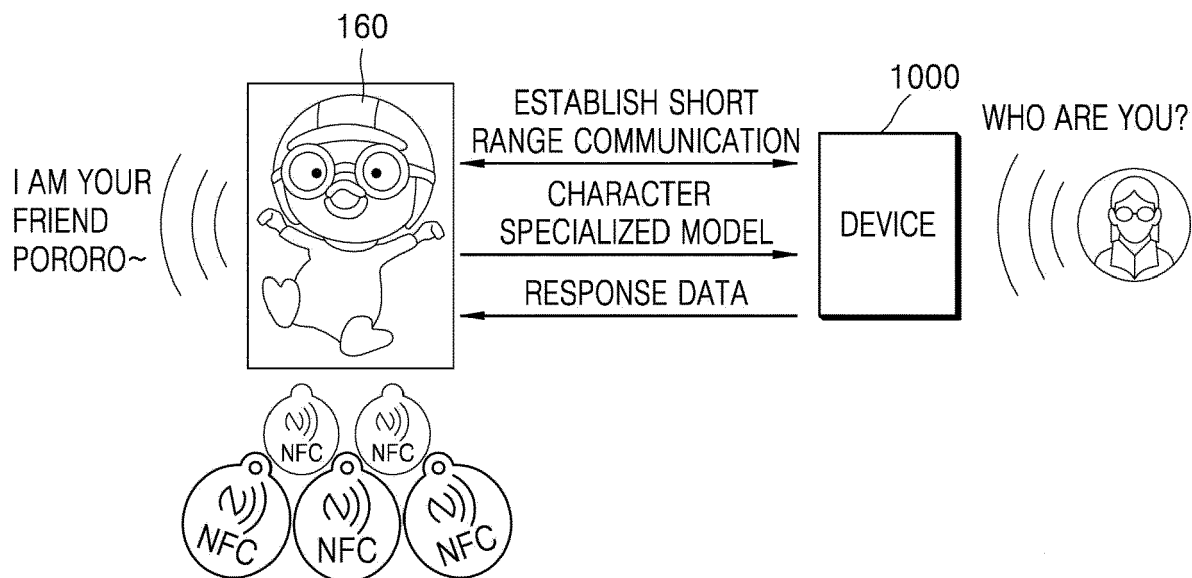 160
1000
ESTABLISH SHORT
RANGE COMMUNICATION
WHO ARE YOU?
I AM YOUR
FRIEND
PORORO~
CHARACTER
SPECIALIZED MODEL
DEVICE
RESPONSE DATA
NFC
NFC
NFC
NFC
NFC